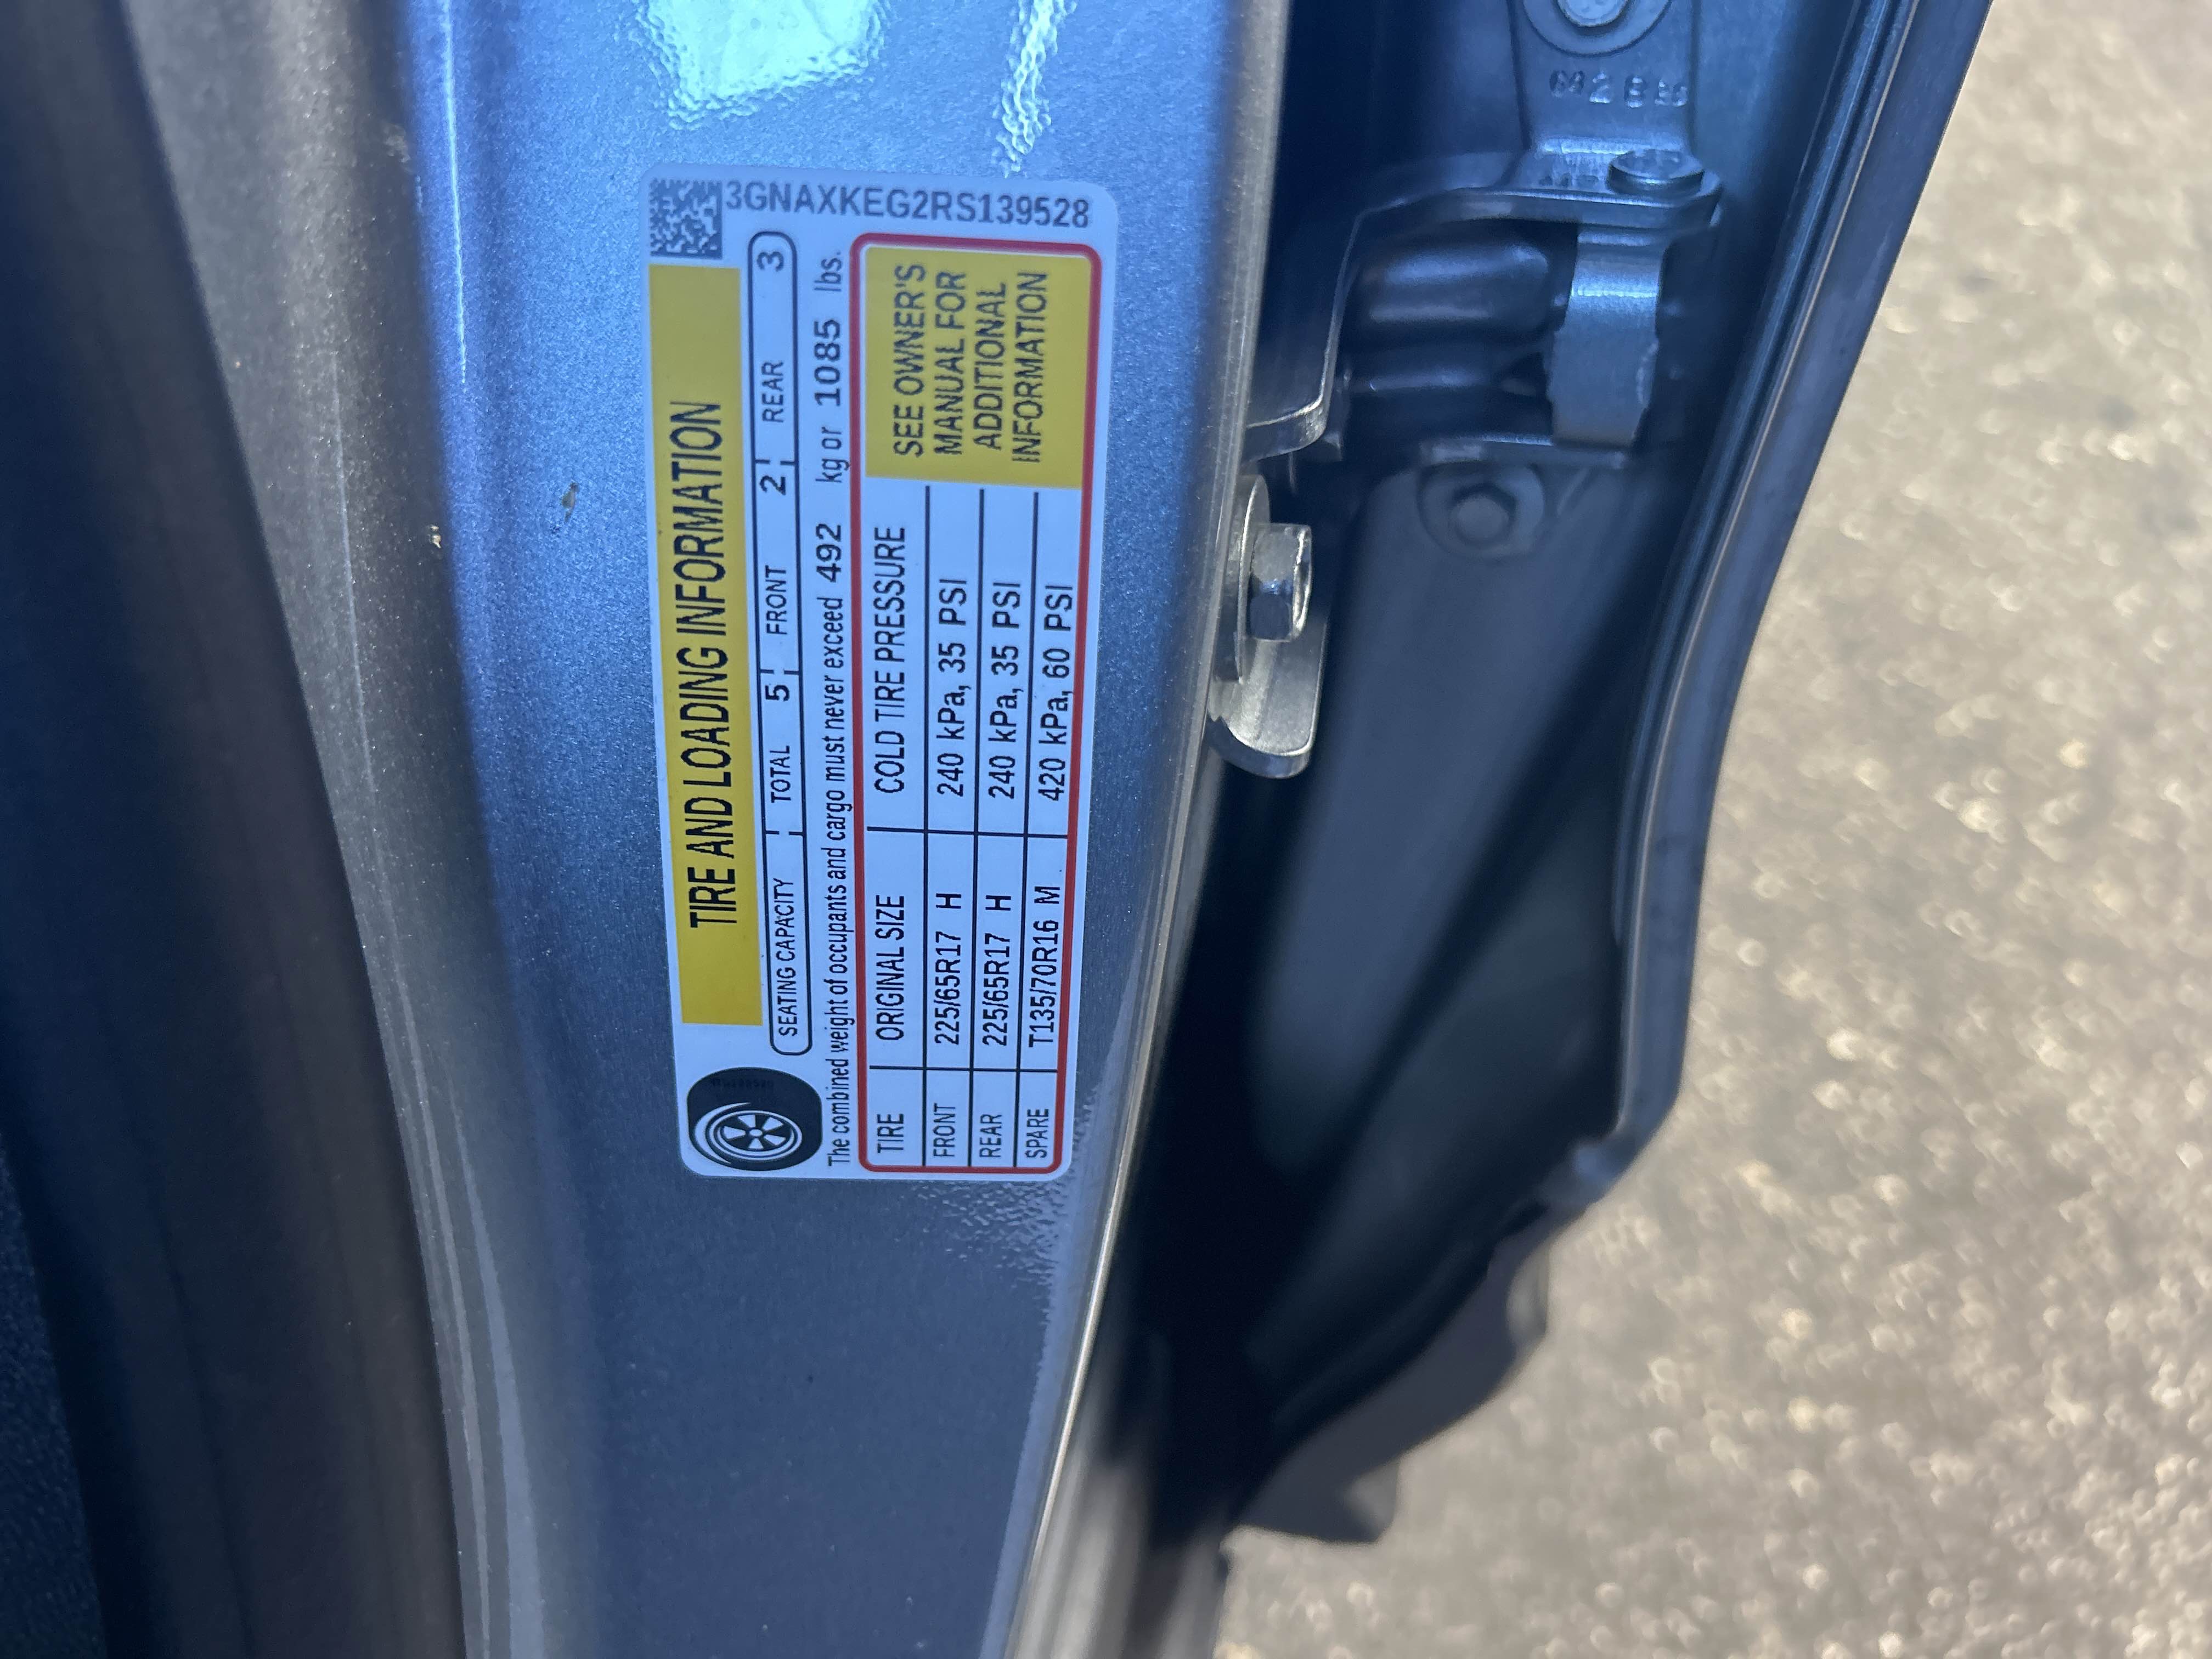 3GNAXKEG2RS139528
TIRE AND LOADING INFORMATION
SEATING CAPACITY TOTAL 5 FRONT 2 REAR 3
The combined weight of occupants and cargo must never exceed 492 kg or 1085 lbs.
TIRE ORIGINAL SIZE COLD TIRE PRESSURE
FRONT 225/65R17 H 240 kPa, 35 PSI
REAR 225/65R17 H 240 kPa, 35 PSI
SPARE T135/70R16 M 420 kPa, 60 PSI
SEE OWNER'S
MANUAL FOR
ADDITIONAL
INFORMATION